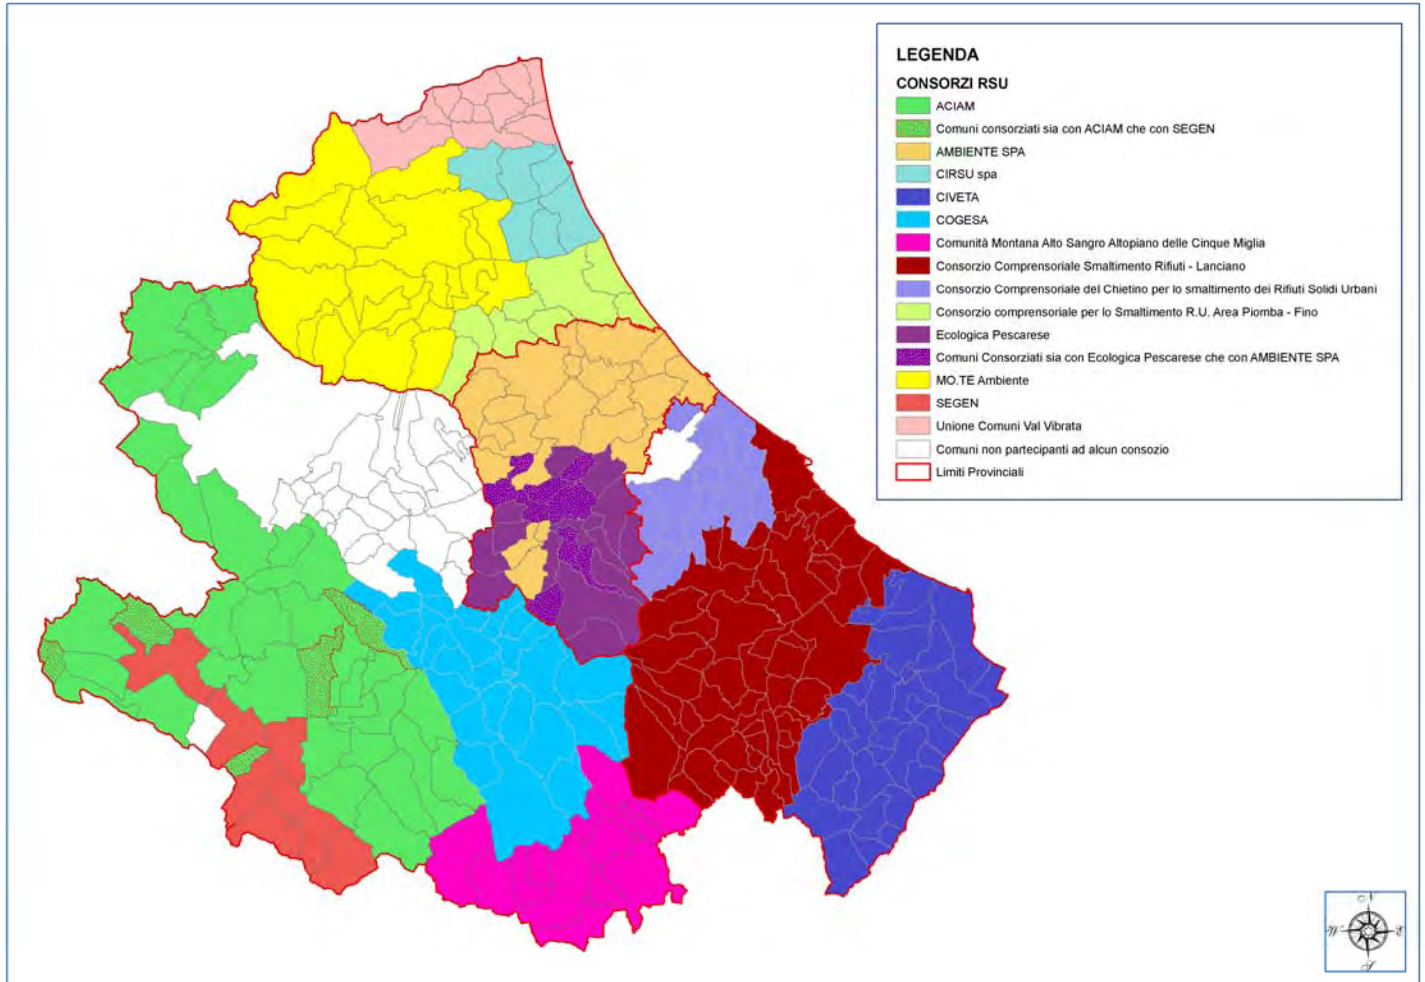 LEGENDA
CONSORZI RSU
ACIAM
Comuni consorziati sia con ACIAM che con SEGEN
AMBIENTE SPA
CIRSU spa
CIVETA
COGESA
Comunità Montana Alto Sangro Altopiano delle Cinque Miglia
Consorzio Comprensoriale Smaltimento Rifiuti - Lanciano
Consorzio Comprensoriale del Chietino per lo smaltimento dei Rifiuti Solidi Urbani
Consorzio comprensoriale per lo Smaltimento R.U. Area Piomba - Fino
Ecologica Pescarese
Comuni Consorziati sia con Ecologica Pescarese che con AMBIENTE SPA
MO.TE Ambiente
SEGEN
Unione Comuni Val Vibrata
Comuni non partecipanti ad alcun consozio
Limiti Provinciali
N
W E
S